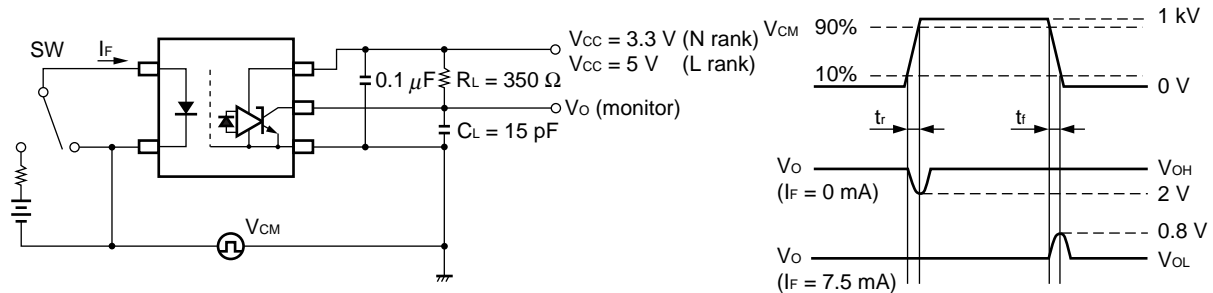 SW
IF
VCC = 3.3 V (N rank)
VCC = 5 V (L rank)
0.1 μF
RL = 350 Ω
VO (monitor)
CL = 15 pF
VCM
VCM
90%
10%
1 kV
0 V
tr
tf
VO
(IF = 0 mA)
VOH
2 V
0.8 V
VO
(IF = 7.5 mA)
VOL